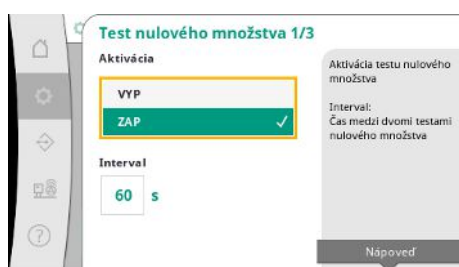 Test nulového množstva 1/3
Aktivácia
VYP
ZAP
Interval
60 s
Aktivácia testu nulového
množstva
Interval:
Čas medzi dvomi testami
nulového množstva
Nápoveď